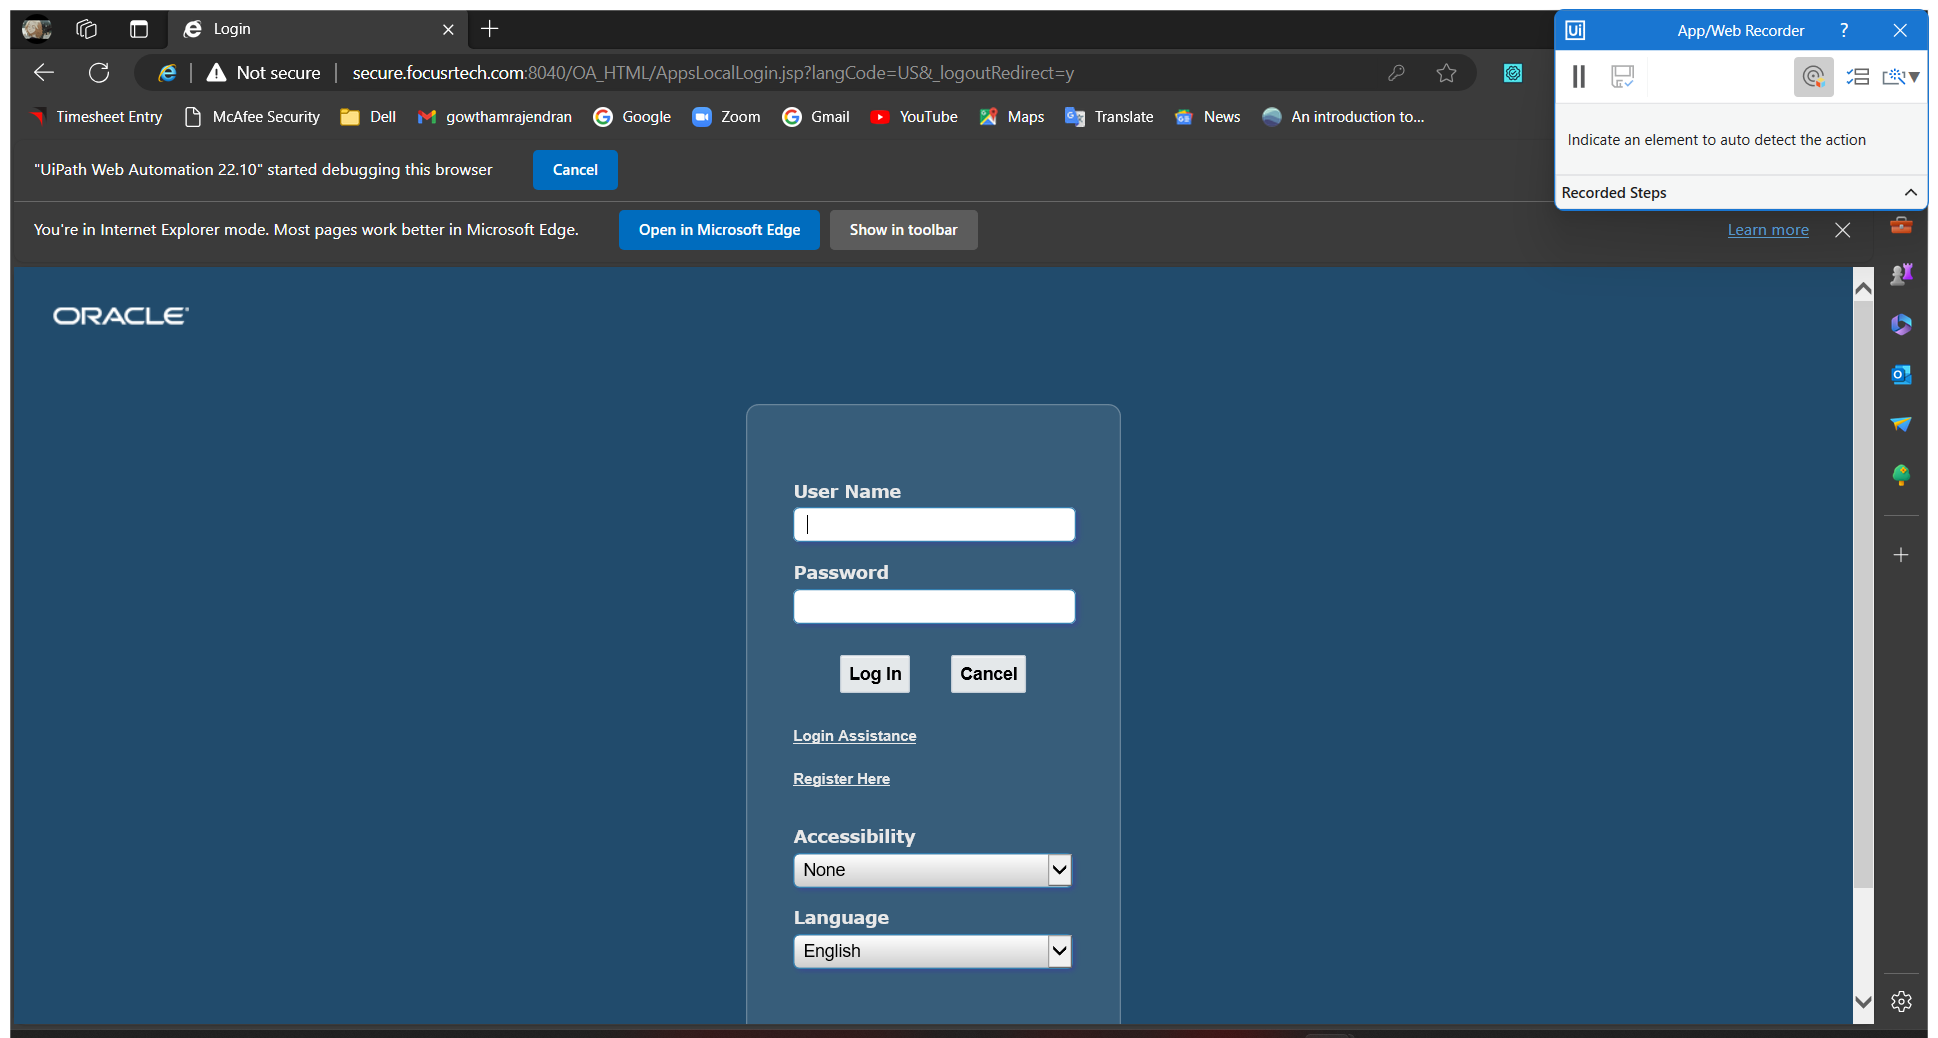 Login
Ui App/Web Recorder ?
Not secure secure.focusrtech.com:8040/OA_HTML/AppsLocalLogin.jsp?langCode=US&_logoutRedirect=y
Timesheet Entry McAfee Security Dell gowthamrajendran Google Zoom Gmail YouTube Maps Translate News An introduction to...
Indicate an element to auto detect the action
"UiPath Web Automation 22.10" started debugging this browser Cancel
Recorded Steps
You're in Internet Explorer mode. Most pages work better in Microsoft Edge. Open in Microsoft Edge Show in toolbar Learn more
ORACLE
User Name
Password
Log In Cancel
Login Assistance
Register Here
Accessibility
None
Language
English